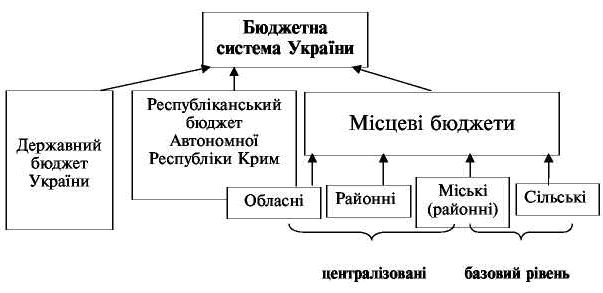 Бюджетна
система України
Державний
бюджет
України
Республіканський
бюджет
Автономної
Республіки Крим
Місцеві бюджети
Обласні
Районні
Міські
(районні)
Сільські
централізовані
базовий рівень